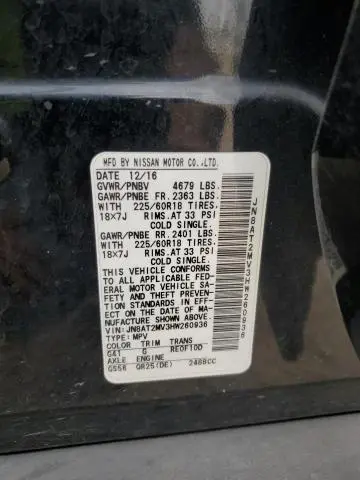 MFD BY NISSAN MOTOR CO.,LTD.
DATE 12/16
GVWR/PNBV 4679 LBS.
GAWR/PNBE FR. 2363 LBS.
WITH 225/60R18 TIRES.
18X7J RIMS.AT 33 PSI
COLD SINGLE.
GAWR/PNBE RR. 2401 LBS.
WITH 225/60R18 TIRES.
18X7J RIMS.AT 33 PSI
COLD SINGLE.
THIS VEHICLE CONFORMS
TO ALL APPLICABLE FED-
ERAL MOTOR VEHICLE SA-
FETY AND THEFT PREVEN-
TION STANDARDS IN EFF-
ECT ON THE DATE OF MA-
NUFACTURE SHOWN ABOVE.
VIN:JN8AT2MV3HW260936
TYPE:MPV
COLOR TRIM TRANS
G41 G RE0F10D
AXLE ENGINE
GS58 QR25(DE) 2488CC
JN8AT2MV3HW260936